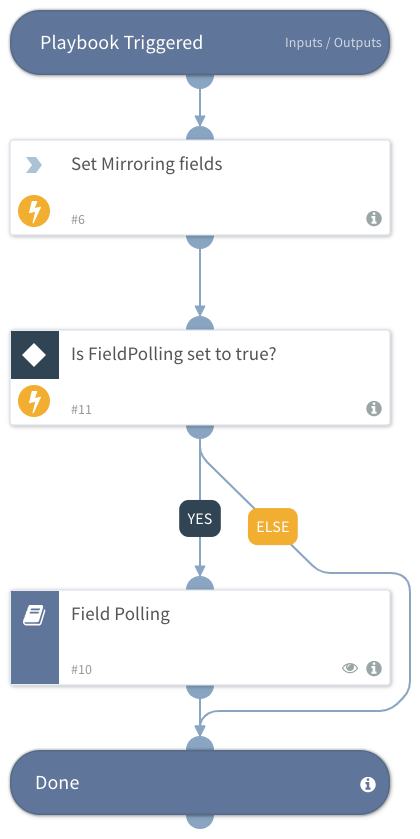 Playbook Triggered
Inputs / Outputs
Set Mirroring fields
#6
Is FieldPolling set to true?
#11
YES
ELSE
Field Polling
#10
Done